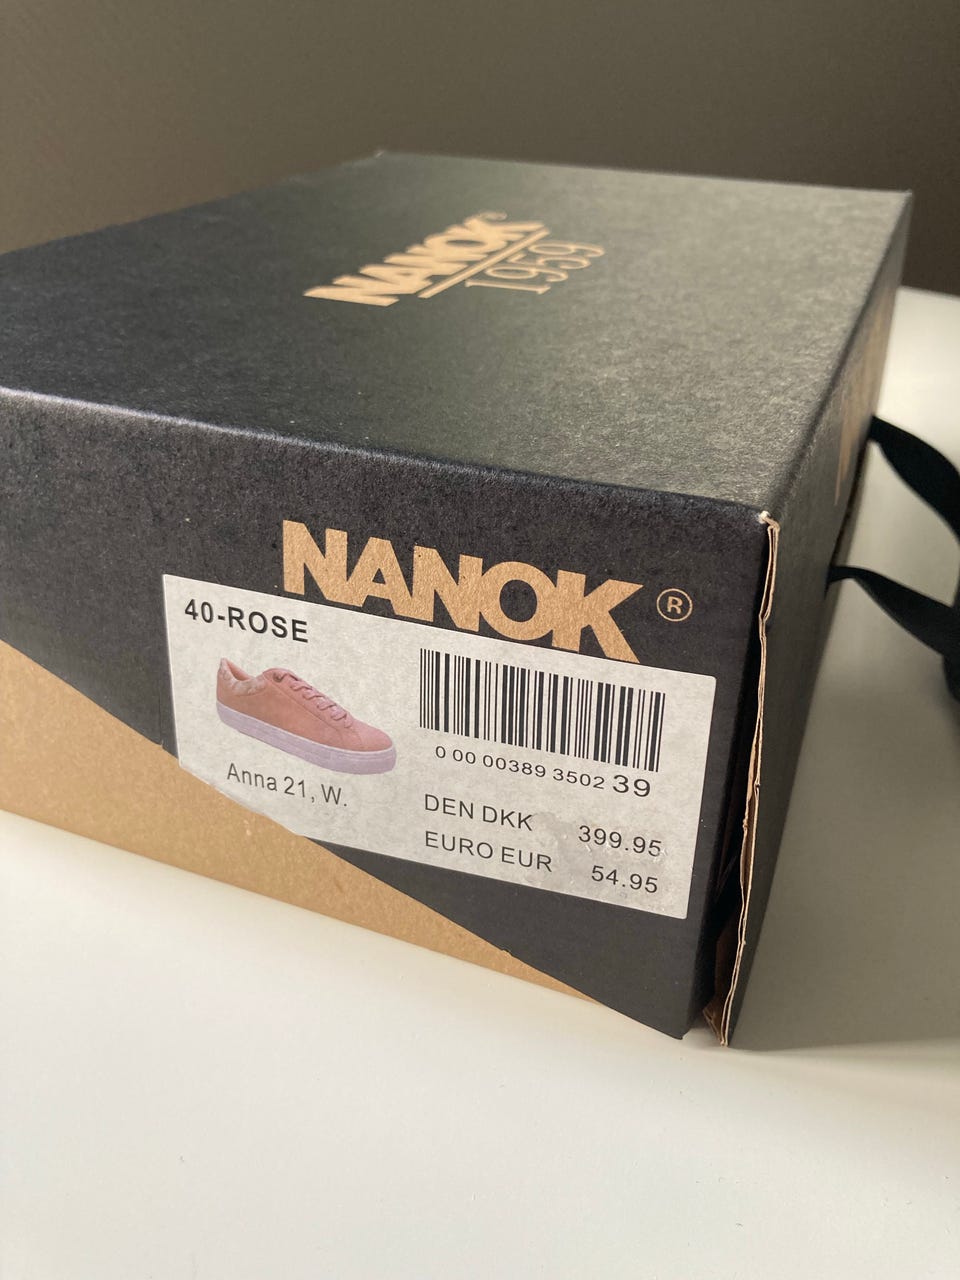 NANOK®
1959
NANOK®
40-ROSE
Anna 21, W.
0 00 00389 3502 39
DEN DKK 399.95
EURO EUR 54.95